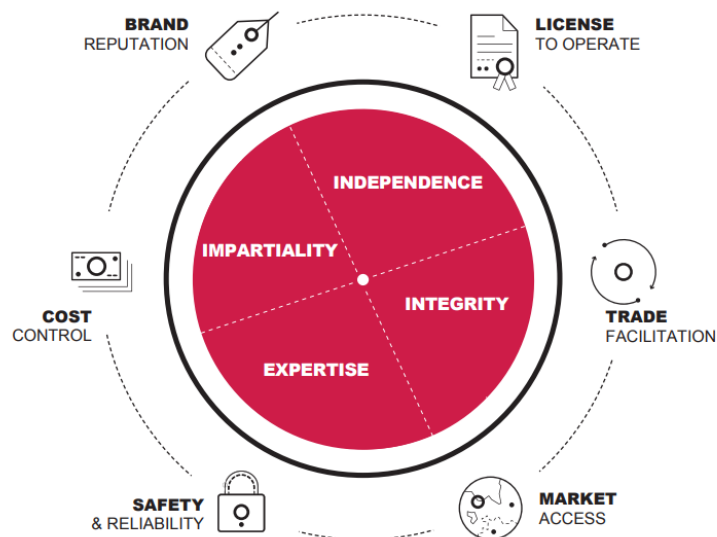 BRAND
REPUTATION
LICENSE
TO OPERATE
INDEPENDENCE
IMPARTIALITY
INTEGRITY
EXPERTISE
COST
CONTROL
TRADE
FACILITATION
SAFETY
& RELIABILITY
MARKET
ACCESS